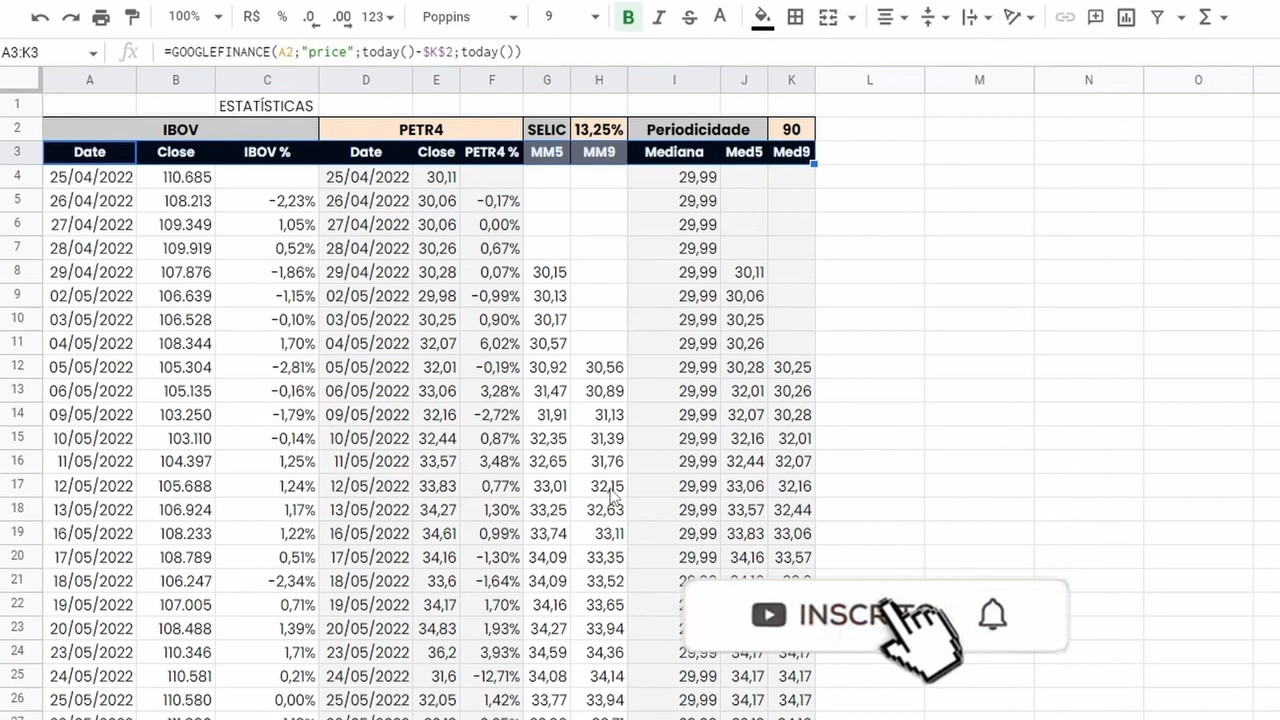 100% R$ % .0 .00 123 Poppins 9 B I S A Σ
A3:K3 fx =GOOGLEFINANCE(A2;"price";today()-$K$2;today())
A B C D E F G H I J K L M N O
1 ESTATÍSTICAS
2 IBOV PETR4 SELIC 13,25% Periodicidade 90
3 Date Close IBOV % Date Close PETR4 % MM5 MM9 Mediana Med5 Med9
4 25/04/2022 110.685 25/04/2022 30,11 29,99
5 26/04/2022 108.213 -2,23% 26/04/2022 30,06 -0,17% 29,99
6 27/04/2022 109.349 1,05% 27/04/2022 30,06 0,00% 29,99
7 28/04/2022 109.919 0,52% 28/04/2022 30,26 0,67% 29,99
8 29/04/2022 107.876 -1,86% 29/04/2022 30,28 0,07% 30,15 29,99 30,11
9 02/05/2022 106.639 -1,15% 02/05/2022 29,98 -0,99% 30,13 29,99 30,06
10 03/05/2022 106.528 -0,10% 03/05/2022 30,25 0,90% 30,17 29,99 30,25
11 04/05/2022 108.344 1,70% 04/05/2022 32,07 6,02% 30,57 29,99 30,26
12 05/05/2022 105.304 -2,81% 05/05/2022 32,01 -0,19% 30,92 30,56 29,99 30,28 30,25
13 06/05/2022 105.135 -0,16% 06/05/2022 33,06 3,28% 31,47 30,89 29,99 32,01 30,26
14 09/05/2022 103.250 -1,79% 09/05/2022 32,16 -2,72% 31,91 31,13 29,99 32,07 30,28
15 10/05/2022 103.110 -0,14% 10/05/2022 32,44 0,87% 32,35 31,39 29,99 32,16 32,01
16 11/05/2022 104.397 1,25% 11/05/2022 33,57 3,48% 32,65 31,76 29,99 32,44 32,07
17 12/05/2022 105.688 1,24% 12/05/2022 33,83 0,77% 33,01 32,15 29,99 33,06 32,16
18 13/05/2022 106.924 1,17% 13/05/2022 34,27 1,30% 33,25 32,63 29,99 33,57 32,44
19 16/05/2022 108.233 1,22% 16/05/2022 34,61 0,99% 33,74 33,11 29,99 33,83 33,06
20 17/05/2022 108.789 0,51% 17/05/2022 34,16 -1,30% 34,09 33,35 29,99 34,16 33,57
21 18/05/2022 106.247 -2,34% 18/05/2022 33,6 -1,64% 34,09 33,52
22 19/05/2022 107.005 0,71% 19/05/2022 34,17 1,70% 34,16 33,65
INSCRITO
23 20/05/2022 108.488 1,39% 20/05/2022 34,83 1,93% 34,27 33,94
24 23/05/2022 110.346 1,71% 23/05/2022 36,2 3,93% 34,59 34,36 29,99 34,17 34,17
25 24/05/2022 110.581 0,21% 24/05/2022 31,6 -12,71% 34,08 34,14 29,99 34,17 34,17
26 25/05/2022 110.580 0,00% 25/05/2022 32,05 1,42% 33,77 33,94 29,99 34,17 34,17